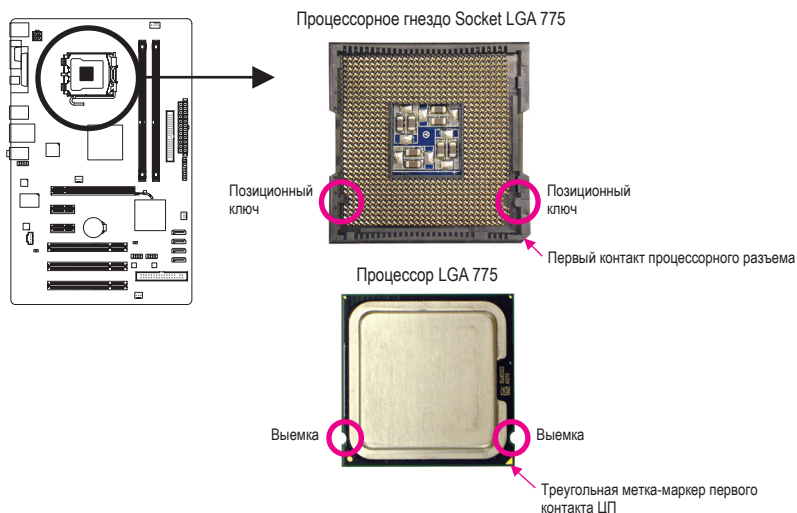 Процессорное гнездо Socket LGA 775
Позиционный
ключ
Позиционный
ключ
Первый контакт процессорного разъема
Процессор LGA 775
Выемка
Выемка
Треугольная метка-маркер первого
контакта ЦП